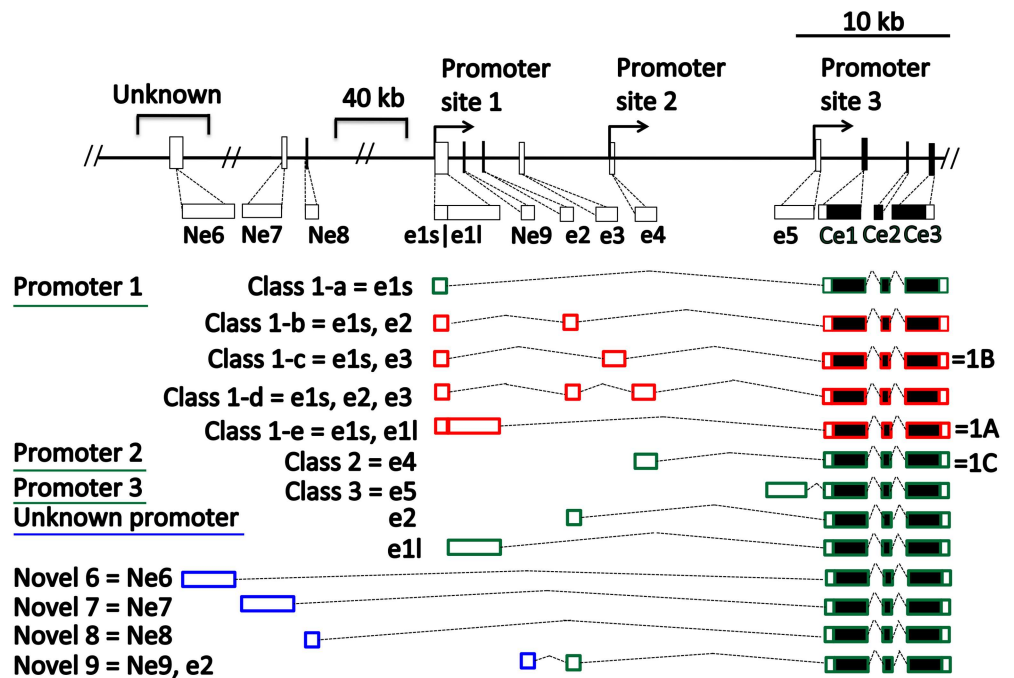 10 kb
Unknown
40 kb
Promoter site 1
Promoter site 2
Promoter site 3
Ne6
Ne7
Ne8
e1s|e1l
Ne9
e2
e3
e4
e5
Ce1
Ce2
Ce3
Promoter 1
Class 1-a = e1s
Class 1-b = e1s, e2
Class 1-c = e1s, e3
=1B
Class 1-d = e1s, e2, e3
Class 1-e = e1s, e1l
=1A
Promoter 2
Class 2 = e4
=1C
Promoter 3
Class 3 = e5
Unknown promoter
e2
e1l
Novel 6 = Ne6
Novel 7 = Ne7
Novel 8 = Ne8
Novel 9 = Ne9, e2